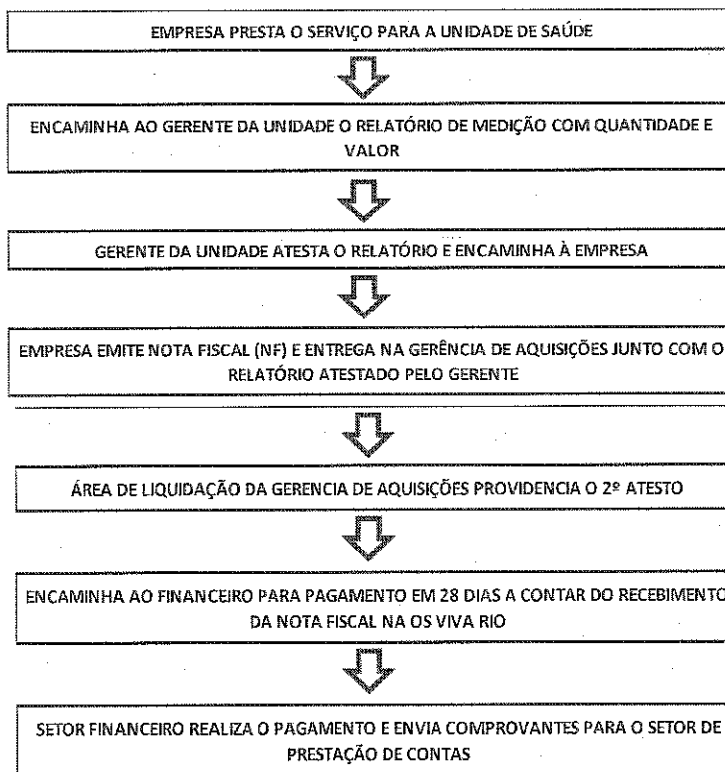 EMPRESA PRESTA O SERVIÇO PARA A UNIDADE DE SAÚDE
ENCAMINHA AO GERENTE DA UNIDADE O RELATÓRIO DE MEDIÇÃO COM QUANTIDADE E
VALOR
GERENTE DA UNIDADE ATESTA O RELATÓRIO E ENCAMINHA À EMPRESA
EMPRESA EMITE NOTA FISCAL (NF) E ENTREGA NA GERÊNCIA DE AQUISIÇÕES JUNTO COM O
RELATÓRIO ATESTADO PELO GERENTE
ÁREA DE LIQUIDAÇÃO DA GERENCIA DE AQUISIÇÕES PROVIDENCIA O 2º ATESTO
ENCAMINHA AO FINANCEIRO PARA PAGAMENTO EM 28 DIAS A CONTAR DO RECEBIMENTO
DA NOTA FISCAL NA OS VIVA RIO
SETOR FINANCEIRO REALIZA O PAGAMENTO E ENVIA COMPROVANTES PARA O SETOR DE
PRESTAÇÃO DE CONTAS